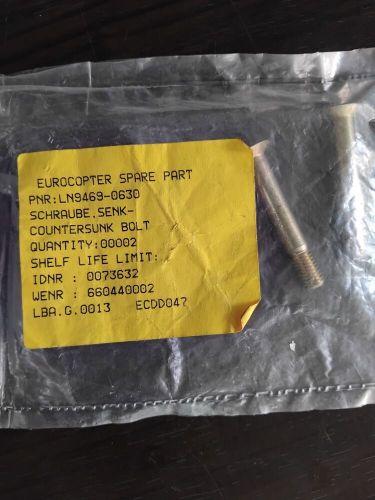 EUROCOPTER SPARE PART
PNR:LN9469-0630
SCHRAUBE,SENK-
COUNTERSUNK BOLT
QUANTITY:00002
SHELF LIFE LIMIT:
IDNR : 0073632
WENR : 660440002
LBA.G.0013 ECDD047